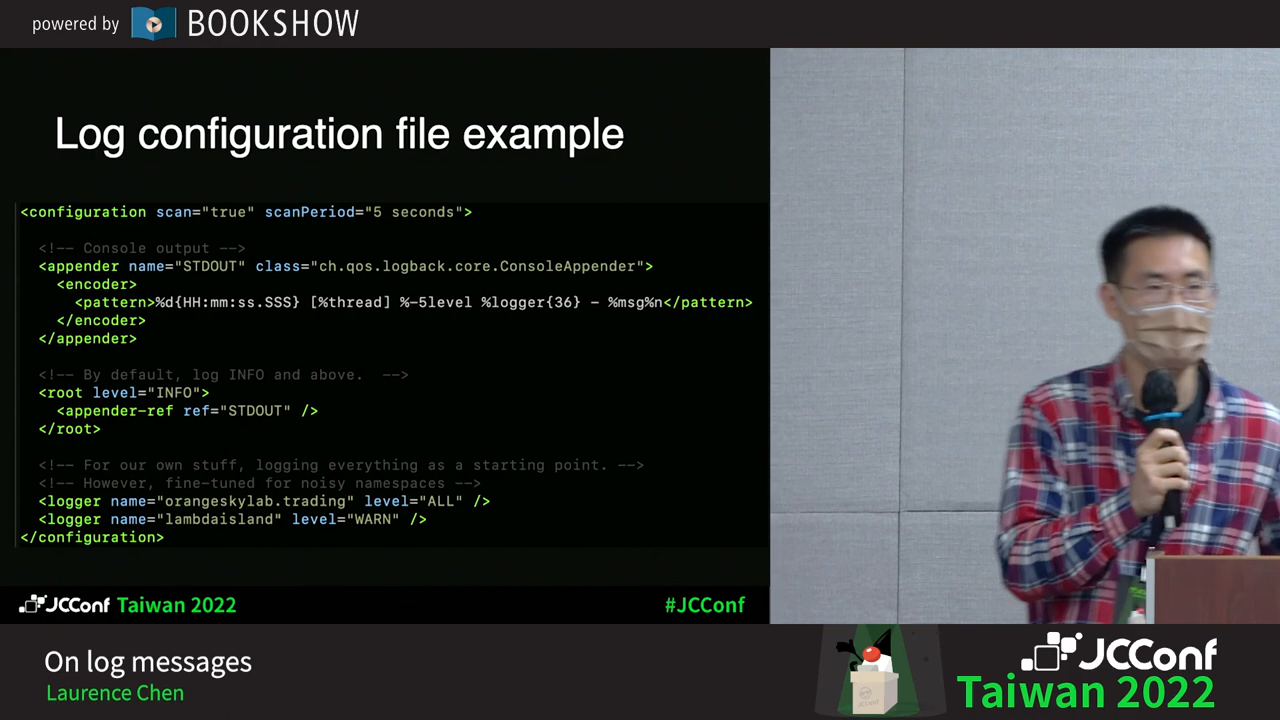 powered by BOOKSHOW
Log configuration file example
<configuration scan="true" scanPeriod="5 seconds">
<!-- Console output -->
<appender name="STDOUT" class="ch.qos.logback.core.ConsoleAppender">
<encoder>
<pattern>%d{HH:mm:ss.SSS} [%thread] %-5level %logger{36} - %msg%n</pattern>
</encoder>
</appender>
<!-- By default, log INFO and above.  -->
<root level="INFO">
<appender-ref ref="STDOUT" />
</root>
<!-- For our own stuff, logging everything as a starting point. -->
<!-- However, fine-tuned for noisy namespaces -->
<logger name="orangeskylab.trading" level="ALL" />
<logger name="lambdaisland" level="WARN" />
</configuration>
JCConf Taiwan 2022
#JCConf
On log messages
Laurence Chen
JCConf
Taiwan 2022